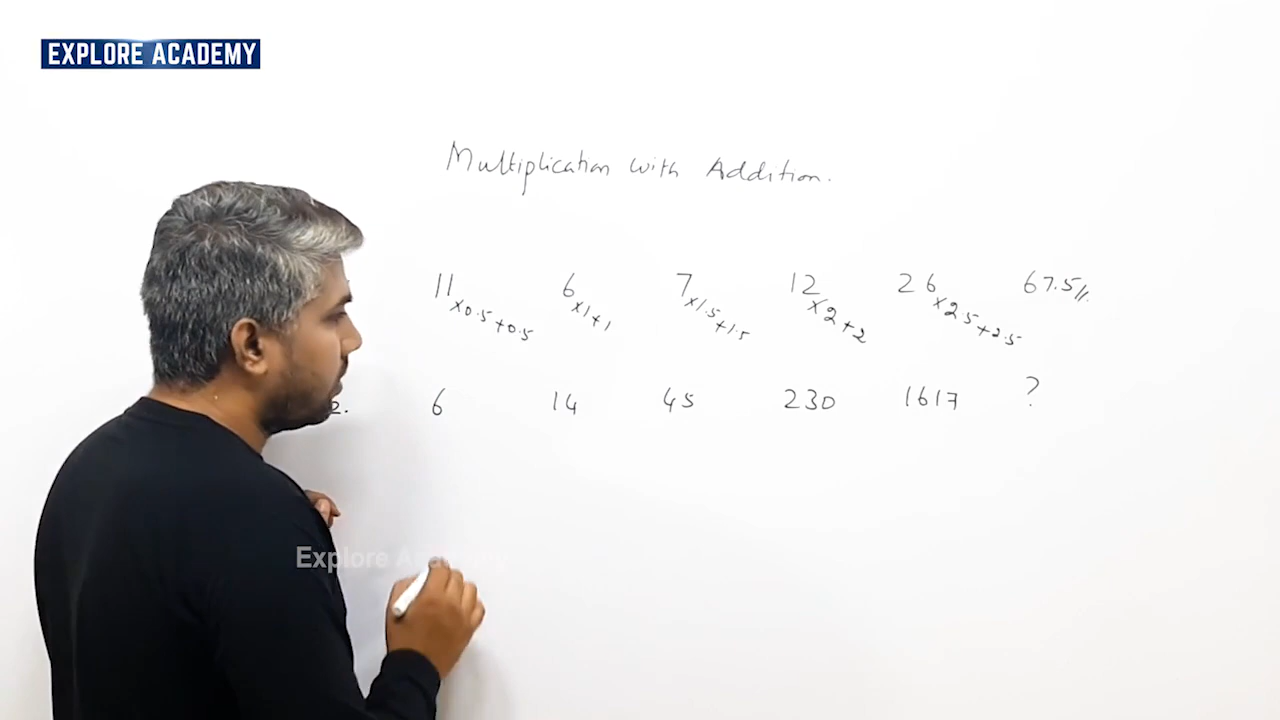 EXPLORE ACADEMY
Multiplication with Addition.
11 6 7 12 26 67.5//.
×0.5+0.5 ×1+1 ×1.5+1.5 ×2+2 ×2.5+2.5
2. 6 14 45 230 1617 ?
Explore Academy